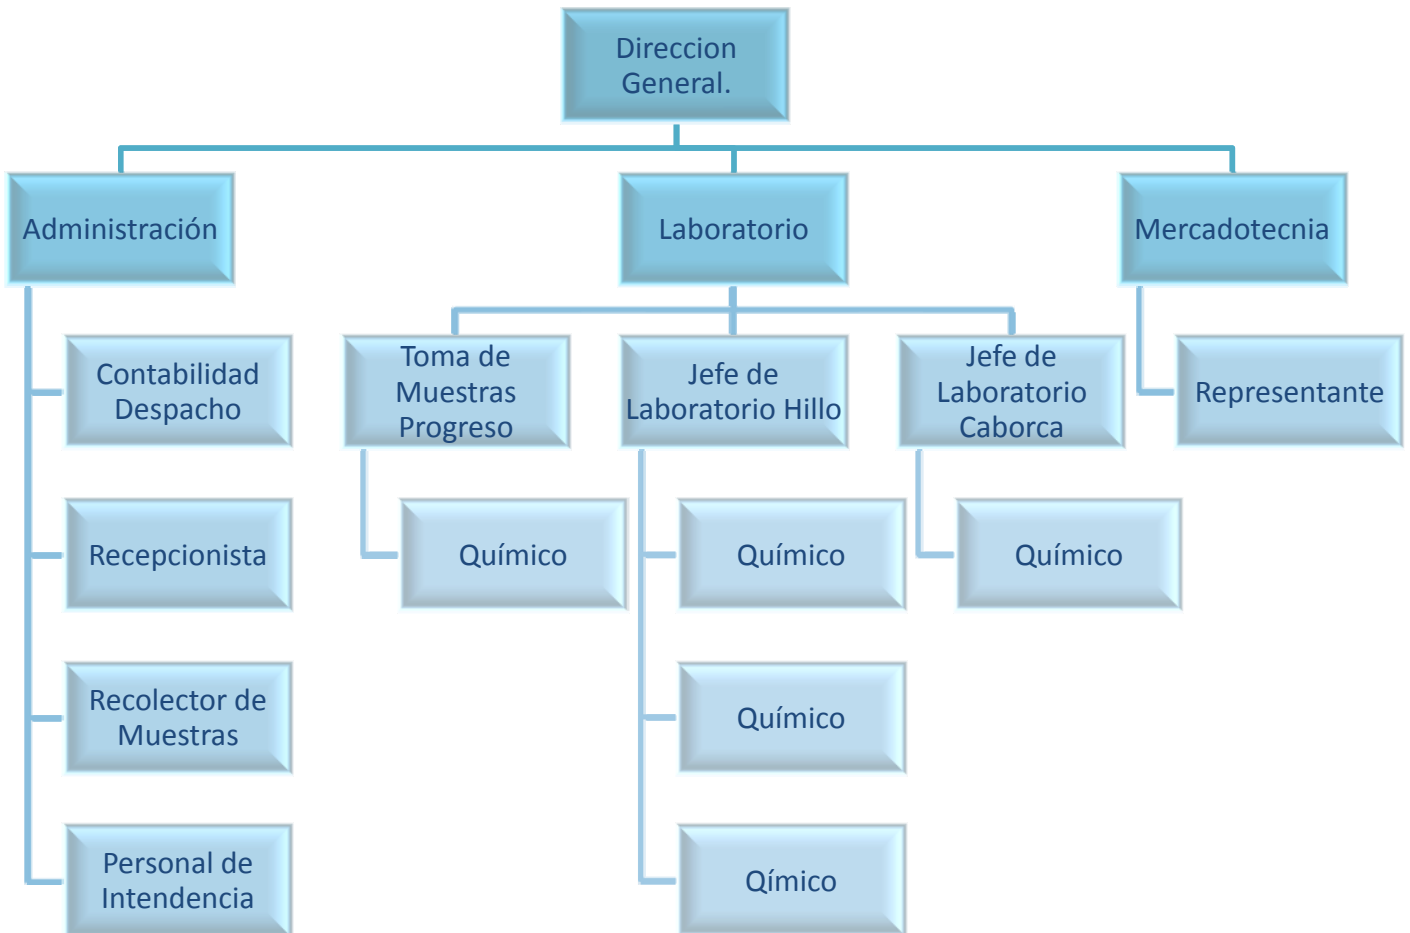 Direccion
General.
Administración
Laboratorio
Mercadotecnia
Contabilidad
Despacho
Toma de
Muestras
Progreso
Jefe de
Laboratorio Hillo
Jefe de
Laboratorio
Caborca
Representante
Recepcionista
Químico
Químico
Químico
Recolector de
Muestras
Químico
Personal de
Intendencia
Qímico